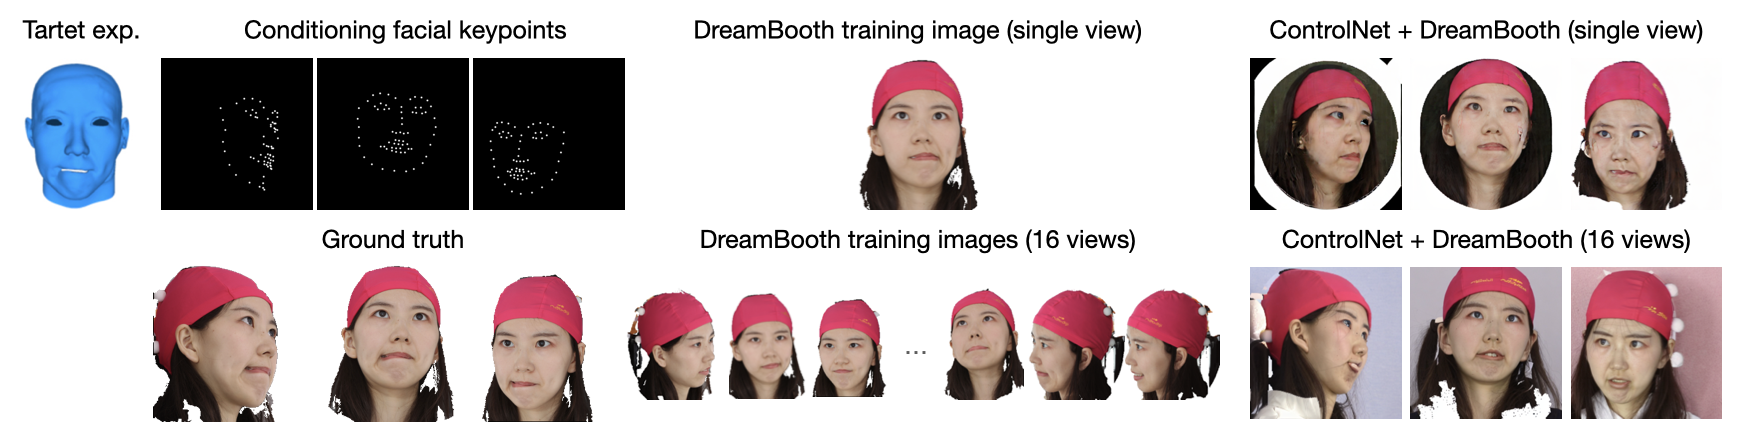 Tartet exp.
Conditioning facial keypoints
DreamBooth training image (single view)
ControlNet + DreamBooth (single view)
Ground truth
DreamBooth training images (16 views)
ControlNet + DreamBooth (16 views)
...